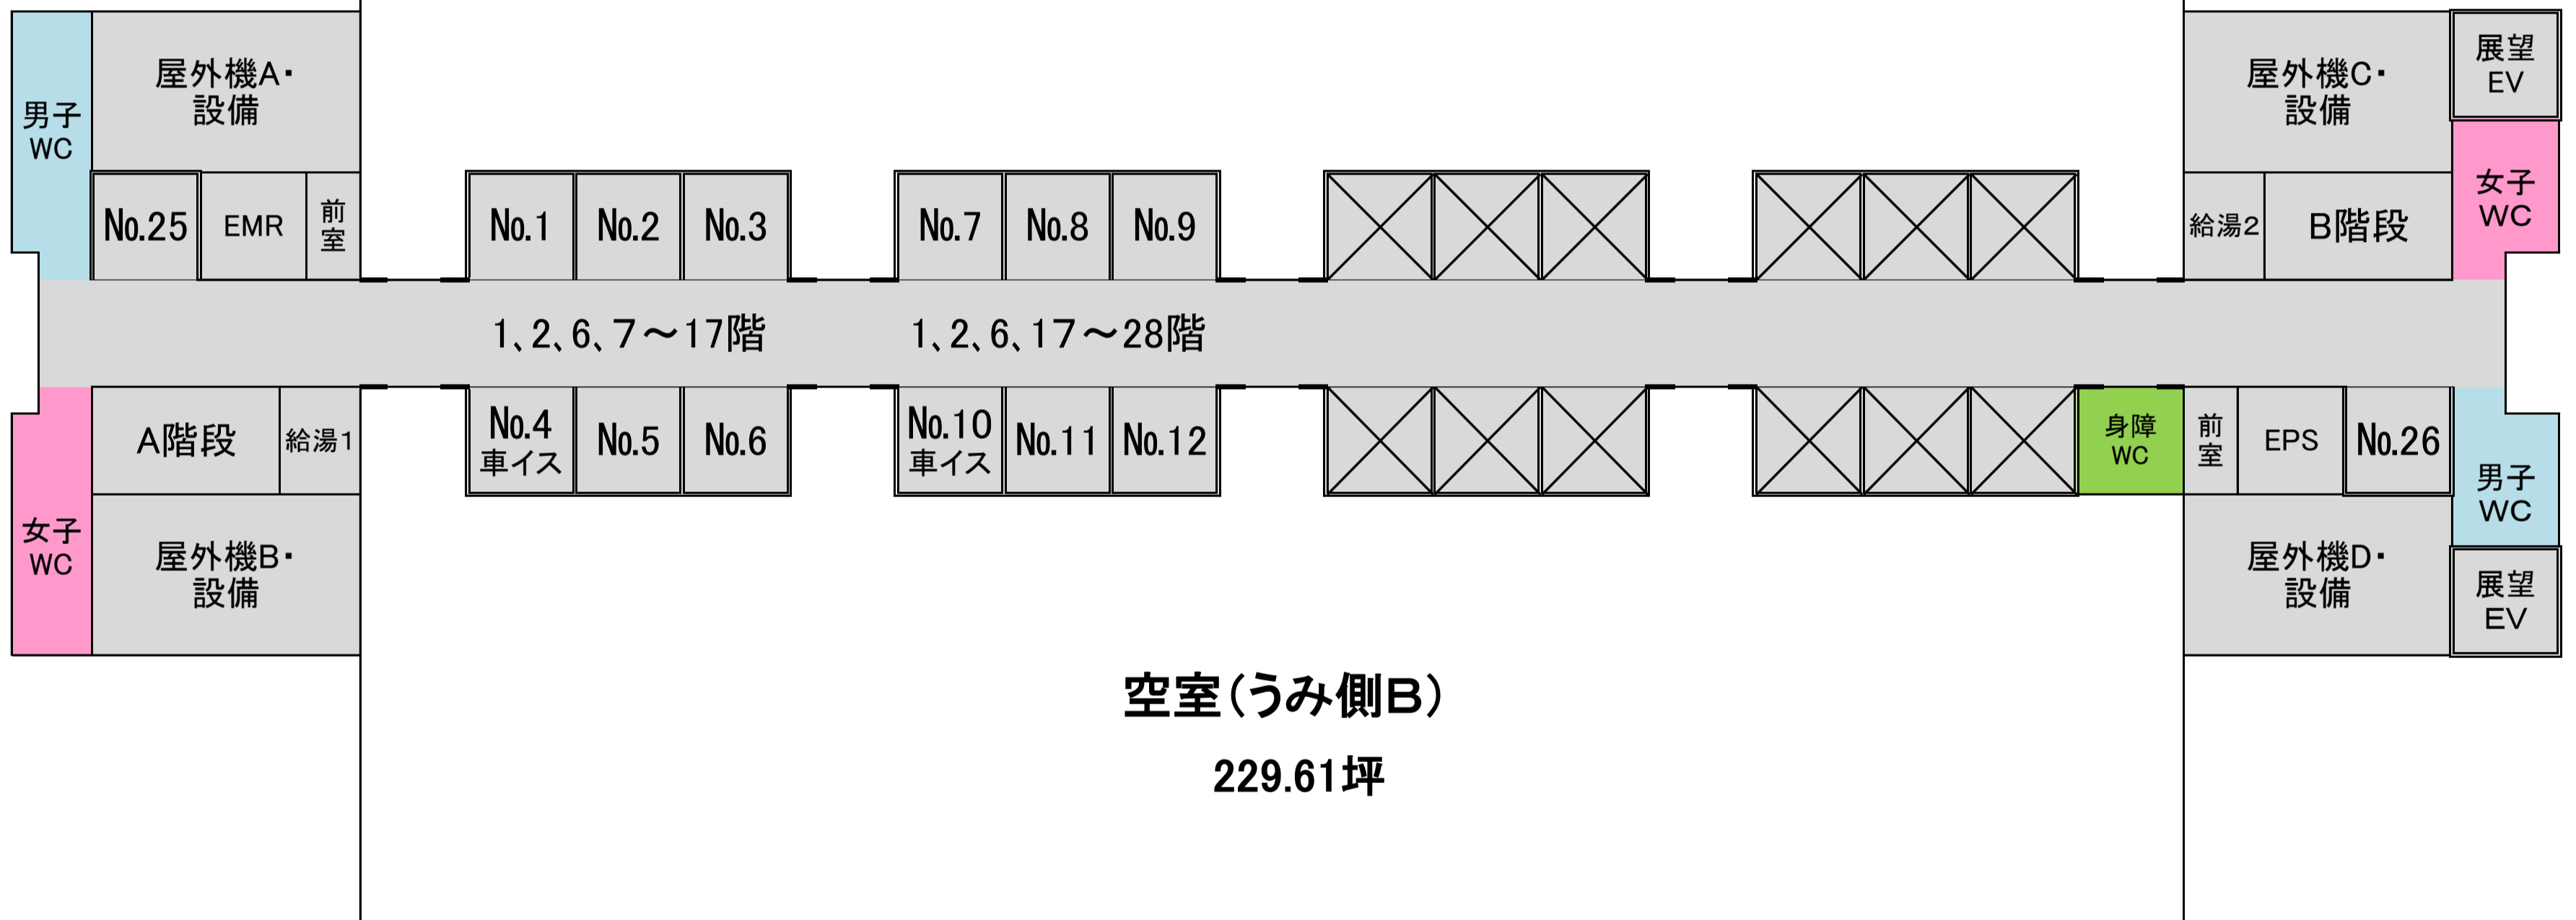 屋外機A・
設備
屋外機C・
設備
展望
EV
男子
WC
女子
WC
No.25
EMR
前
室
No.1
No.2
No.3
No.7
No.8
No.9
給湯2
B階段
1、2、6、7～17階
1、2、6、17～28階
A階段
給湯1
No.4
車イス
No.5
No.6
No.10
車イス
No.11
No.12
身障
WC
前
室
EPS
No.26
男子
WC
女子
WC
屋外機B・
設備
屋外機D・
設備
展望
EV
空室(うみ側B)
229.61坪